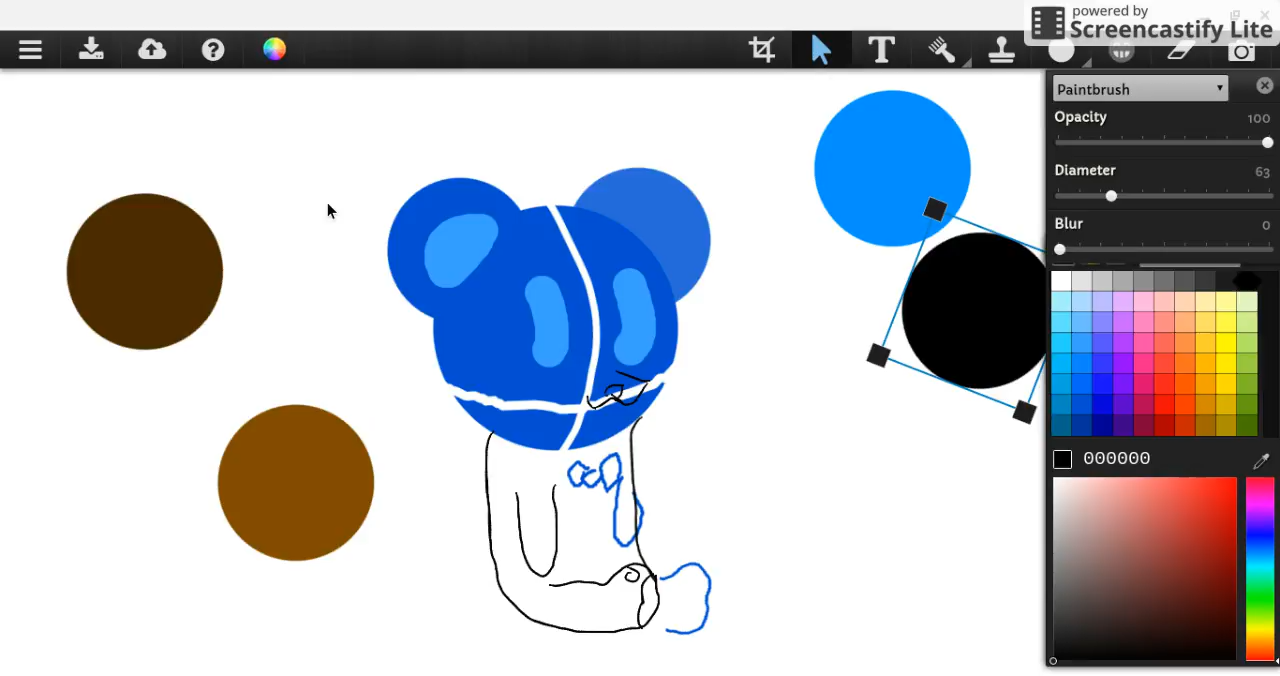 powered by
Screencastify Lite
T
Paintbrush
Opacity 100
Diameter 63
Blur 0
000000